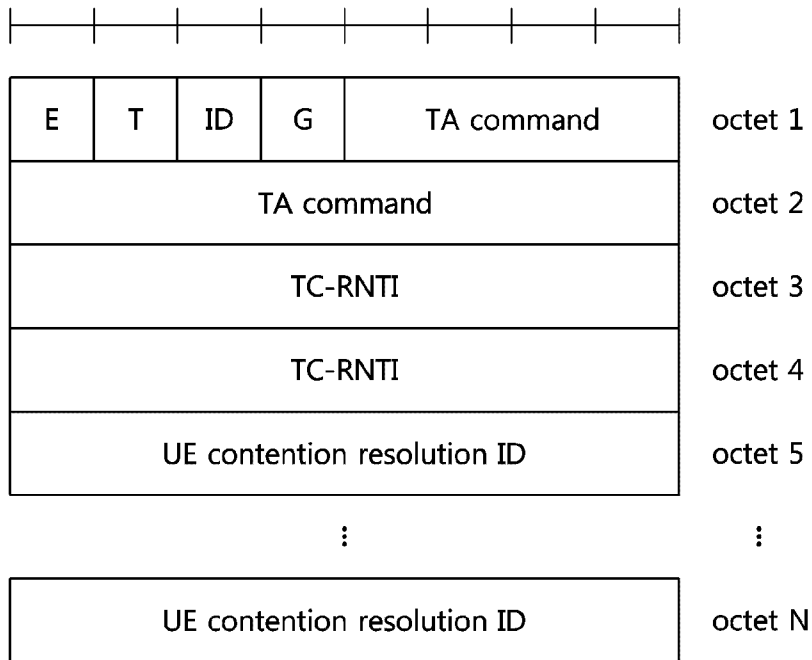 E T ID G TA command octet 1
TA command octet 2
TC-RNTI octet 3
TC-RNTI octet 4
UE contention resolution ID octet 5
⋮ ⋮
UE contention resolution ID octet N